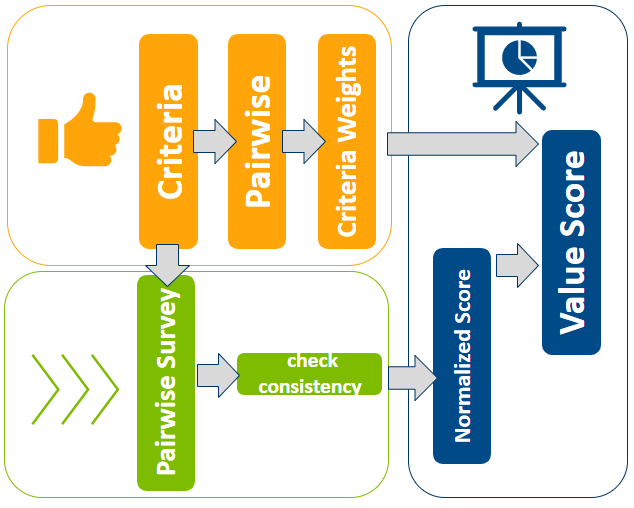 Criteria
Pairwise
Criteria Weights
Pairwise Survey
check
consistency
Normalized Score
Value Score